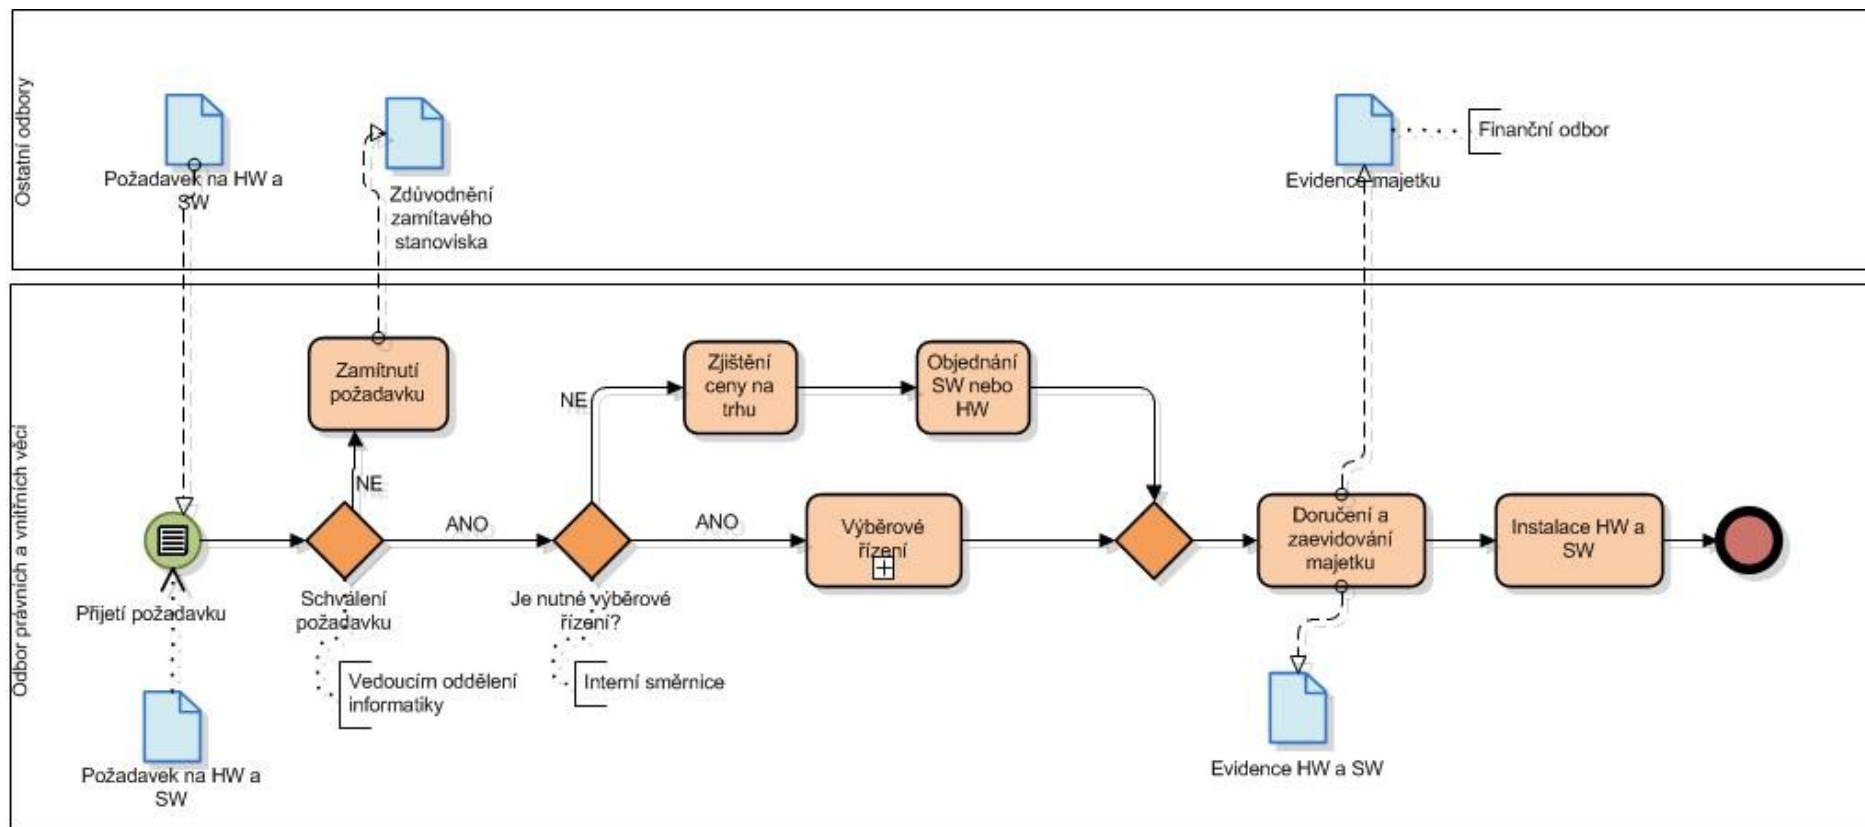 Ostatní odbory
Požadavek na HW a
SW
Zdůvodnění
zamítavého
stanoviska
Evidence majetku
Finanční odbor
Odbor právních a vnitřních věcí
Zamítnutí
požadavku
NE
Zjištění
ceny na
trhu
Objednání
SW nebo
HW
NE
ANO
ANO
Výběrové
řízení
Doručení a
zaevidování
majetku
Instalace HW a
SW
Přijetí požadavku
Schválení
požadavku
Je nutné výběrové
řízení?
Vedoucím oddělení
informatiky
Interní směrnice
Požadavek na HW a
SW
Evidence HW a SW